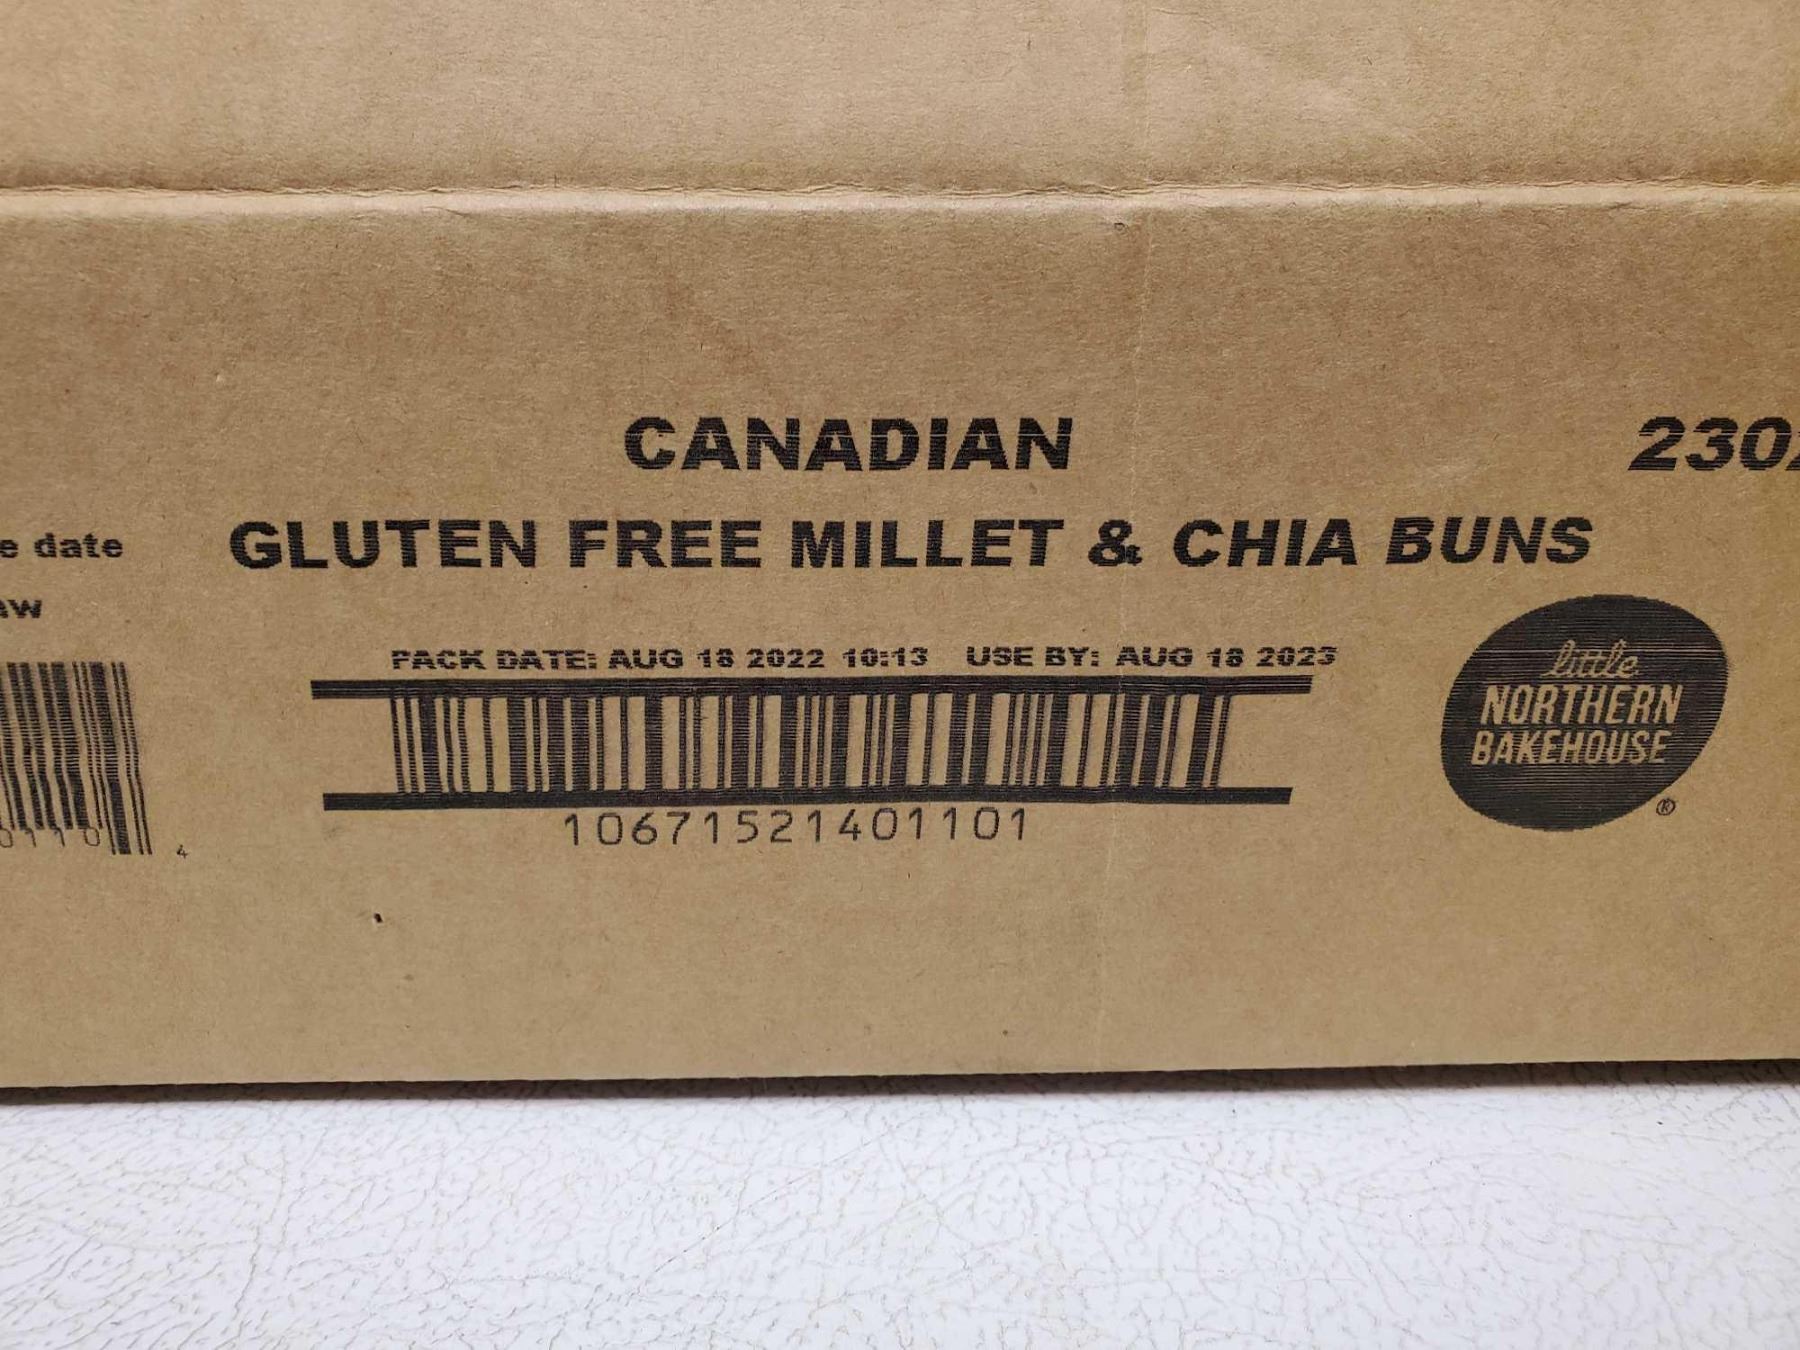 CANADIAN
GLUTEN FREE MILLET & CHIA BUNS
e date
PACK DATE: AUG 18 2022 10:13 USE BY: AUG 18 2023
10671521401101
little
NORTHERN
BAKEHOUSE
®
4